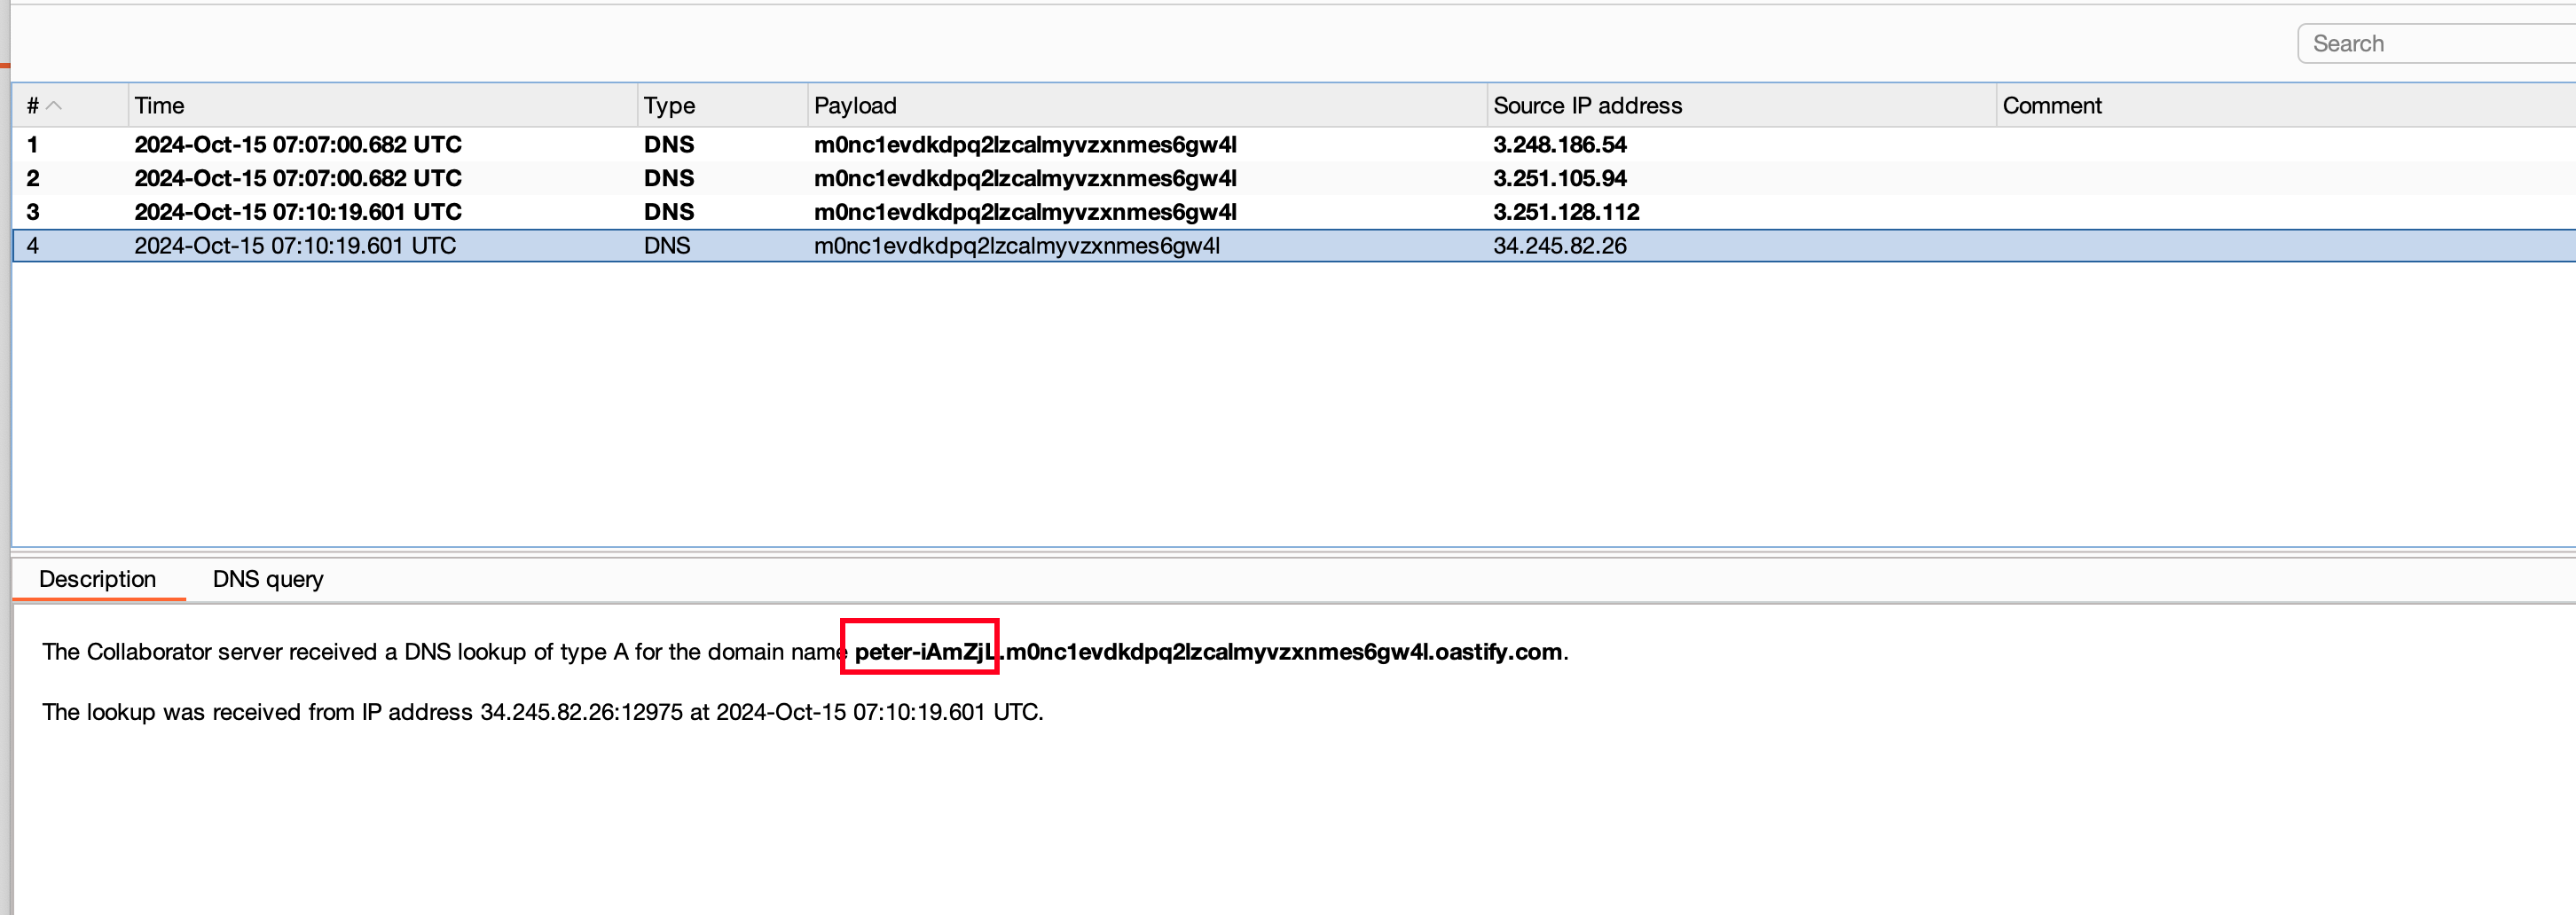 Search
# Time Type Payload Source IP address Comment
1 2024-Oct-15 07:07:00.682 UTC DNS m0nc1evdkdpq2lzcalmyvzxnmes6gw4l 3.248.186.54
2 2024-Oct-15 07:07:00.682 UTC DNS m0nc1evdkdpq2lzcalmyvzxnmes6gw4l 3.251.105.94
3 2024-Oct-15 07:10:19.601 UTC DNS m0nc1evdkdpq2lzcalmyvzxnmes6gw4l 3.251.128.112
4 2024-Oct-15 07:10:19.601 UTC DNS m0nc1evdkdpq2lzcalmyvzxnmes6gw4l 34.245.82.26
Description DNS query
The Collaborator server received a DNS lookup of type A for the domain name peter-iAmZjL.m0nc1evdkdpq2lzcalmyvzxnmes6gw4l.oastify.com.
The lookup was received from IP address 34.245.82.26:12975 at 2024-Oct-15 07:10:19.601 UTC.